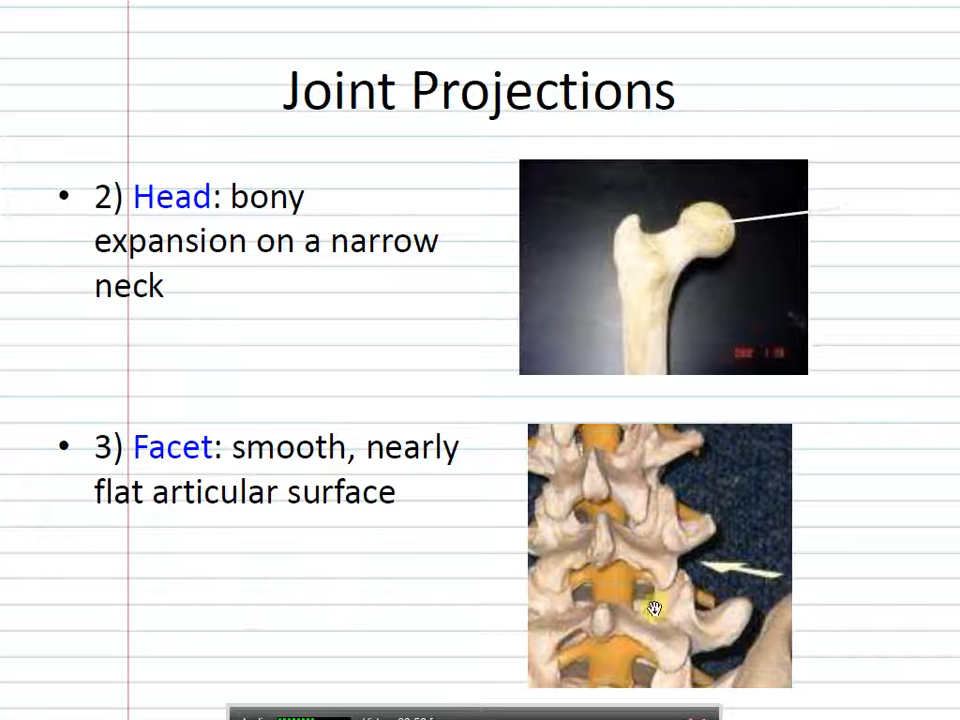 Joint Projections
• 2) Head: bony
expansion on a narrow
neck
• 3) Facet: smooth, nearly
flat articular surface